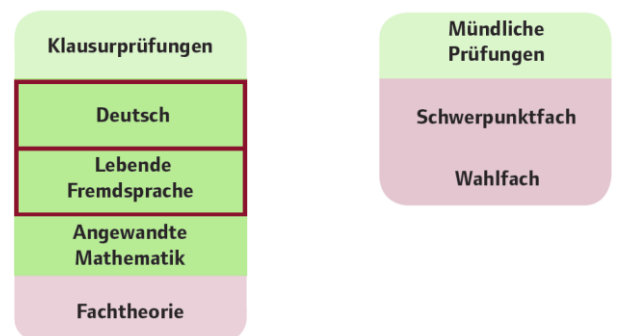 Klausurprüfungen
Deutsch
Lebende
Fremdsprache
Angewandte
Mathematik
Fachtheorie
Mündliche
Prüfungen
Schwerpunktfach
Wahlfach